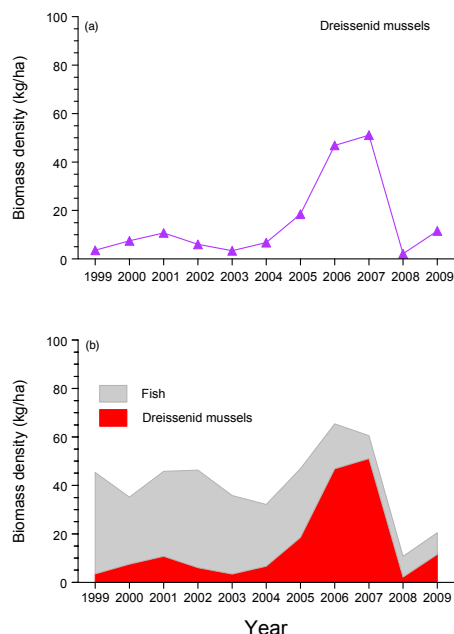 (a) Dreissenid mussels
100
80
60
40
20
0
Biomass density (kg/ha)
1999 2000 2001 2002 2003 2004 2005 2006 2007 2008 2009
(b)
100
80
60
40
20
0
Biomass density (kg/ha)
Fish
Dreissenid mussels
1999 2000 2001 2002 2003 2004 2005 2006 2007 2008 2009
Year